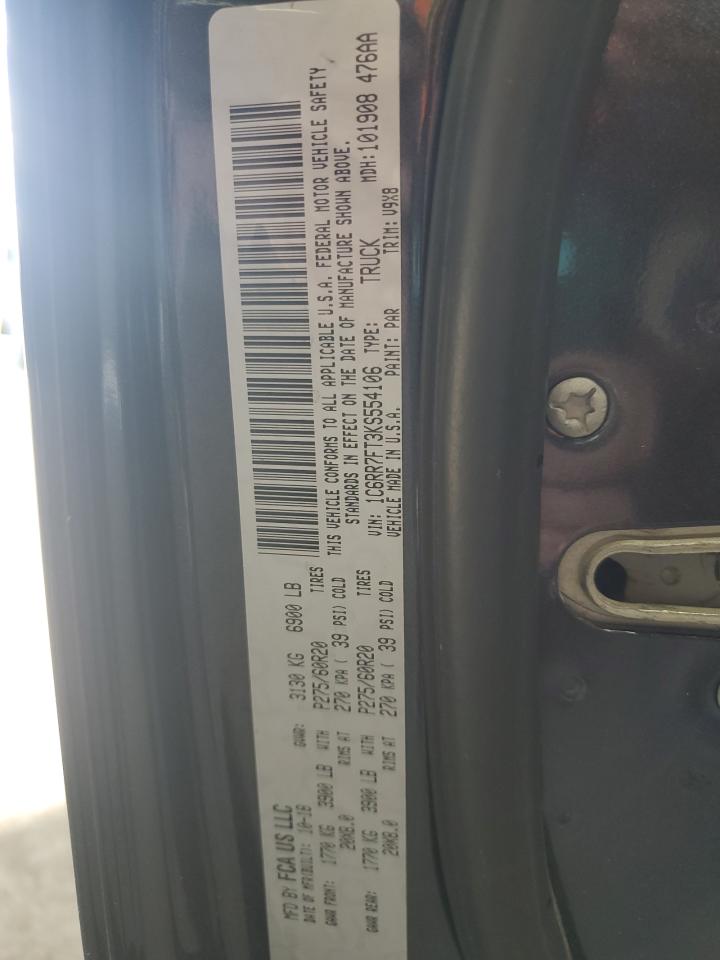 MFD BY FCA US LLC
DATE OF MFR(BUILT): 10-18 GVWR: 3130 KG 6900 LB
GAWR FRONT: 1770 KG 3900 LB WITH P275/60R20 TIRES
20X8.0 RIMS AT 270 KPA ( 39 PSI) COLD
GAWR REAR: 1770 KG 3900 LB WITH P275/60R20 TIRES
20X8.0 RIMS AT 270 KPA ( 39 PSI) COLD
THIS VEHICLE CONFORMS TO ALL APPLICABLE U.S.A. FEDERAL MOTOR VEHICLE SAFETY
STANDARDS IN EFFECT ON THE DATE OF MANUFACTURE SHOWN ABOVE.
VIN: 1C6RR7FT3KS554106 TYPE: TRUCK MDH:101908 476AA
VEHICLE MADE IN U.S.A. PAINT: PAR TRIM: V9X8